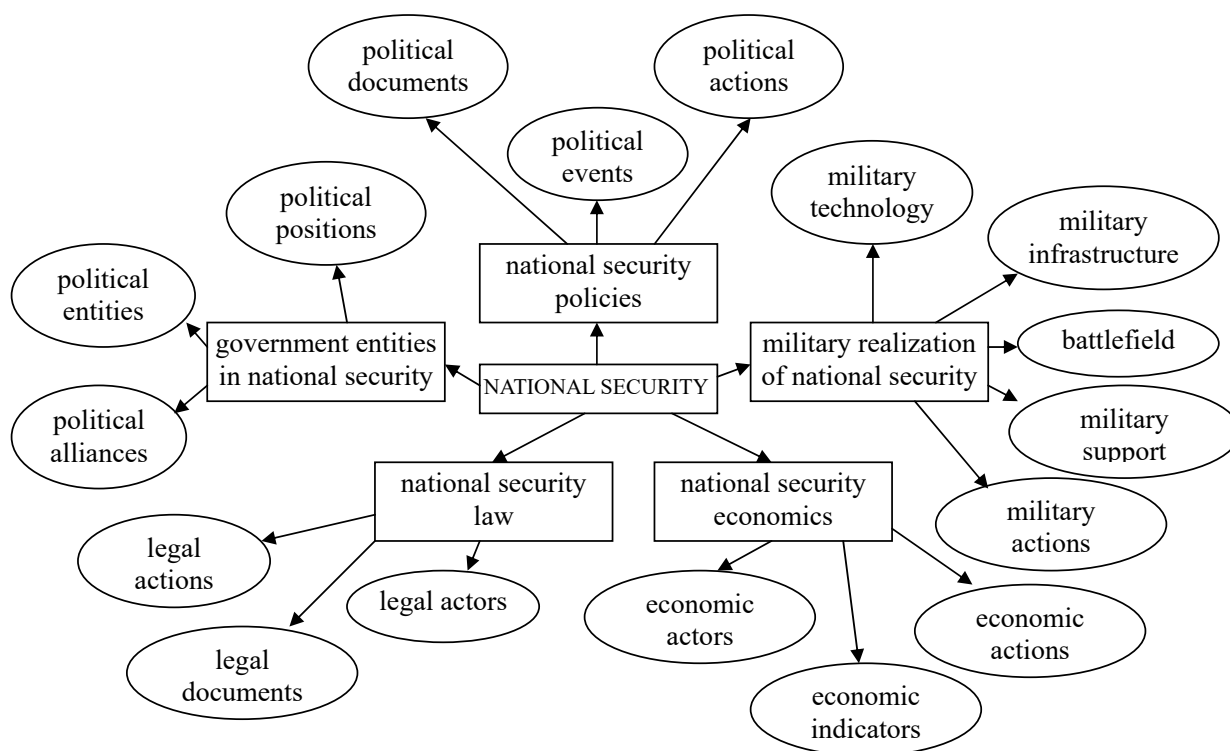 political
documents
political
actions
political
events
military
technology
political
positions
military
infrastructure
national security
policies
political
entities
government entities
in national security
military realization
of national security
battlefield
NATIONAL SECURITY
political
alliances
military
support
national security
law
national security
economics
military
actions
legal
actions
legal actors
economic
actors
economic
actions
legal
documents
economic
indicators